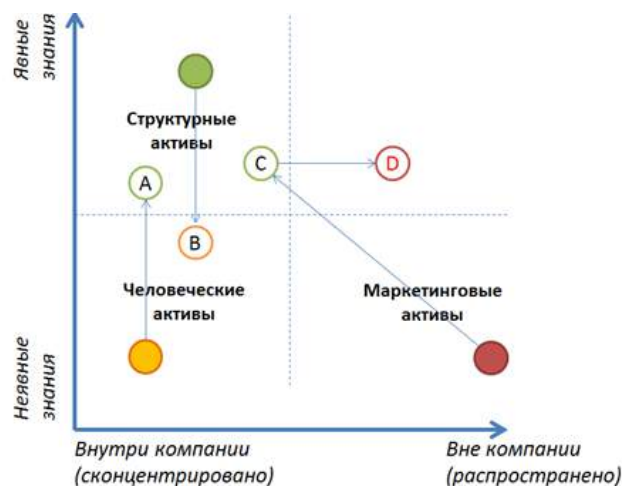 Явные
знания
Структурные
активы
A
C
D
B
Человеческие
активы
Маркетинговые
активы
Неявные
знания
Внутри компании
(сконцентрировано)
Вне компании
(распространено)